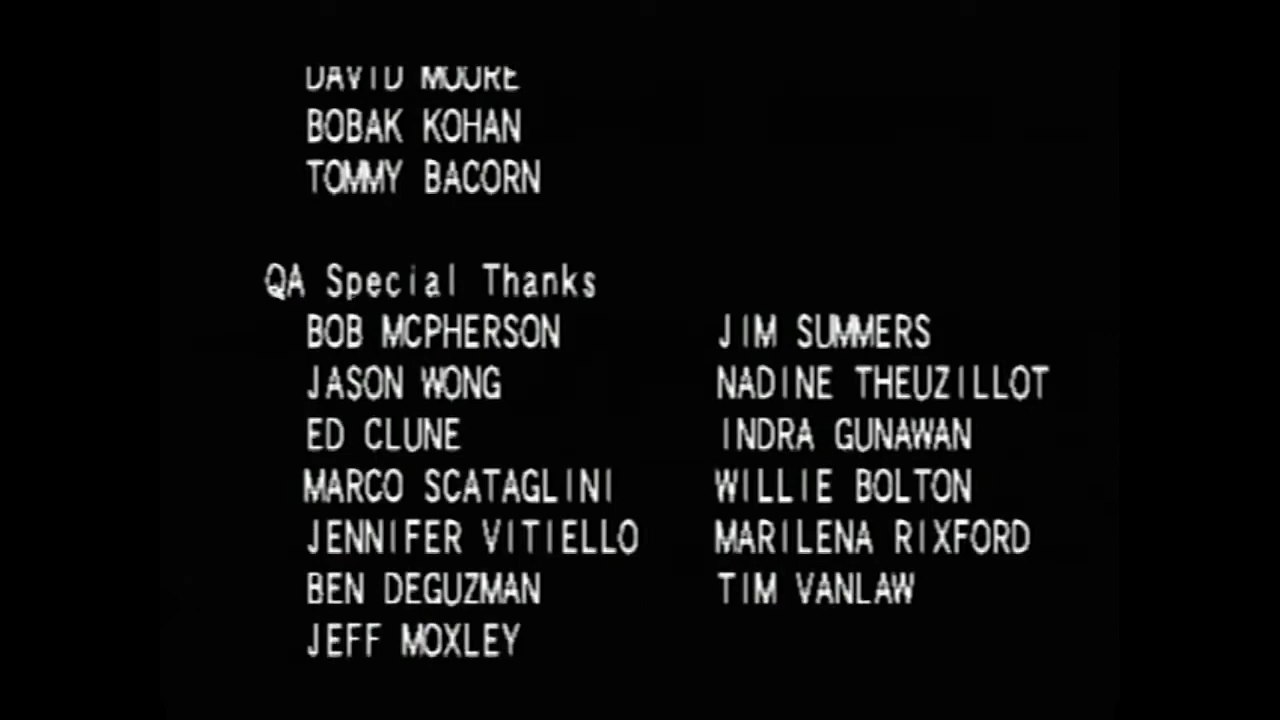 DAVID MOORE
BOBAK KOHAN
TOMMY BACORN
QA Special Thanks
BOB MCPHERSON JIM SUMMERS
JASON WONG NADINE THEUZILLOT
ED CLUNE INDRA GUNAWAN
MARCO SCATAGLINI WILLIE BOLTON
JENNIFER VITIELLO MARILENA RIXFORD
BEN DEGUZMAN TIM VANLAW
JEFF MOXLEY